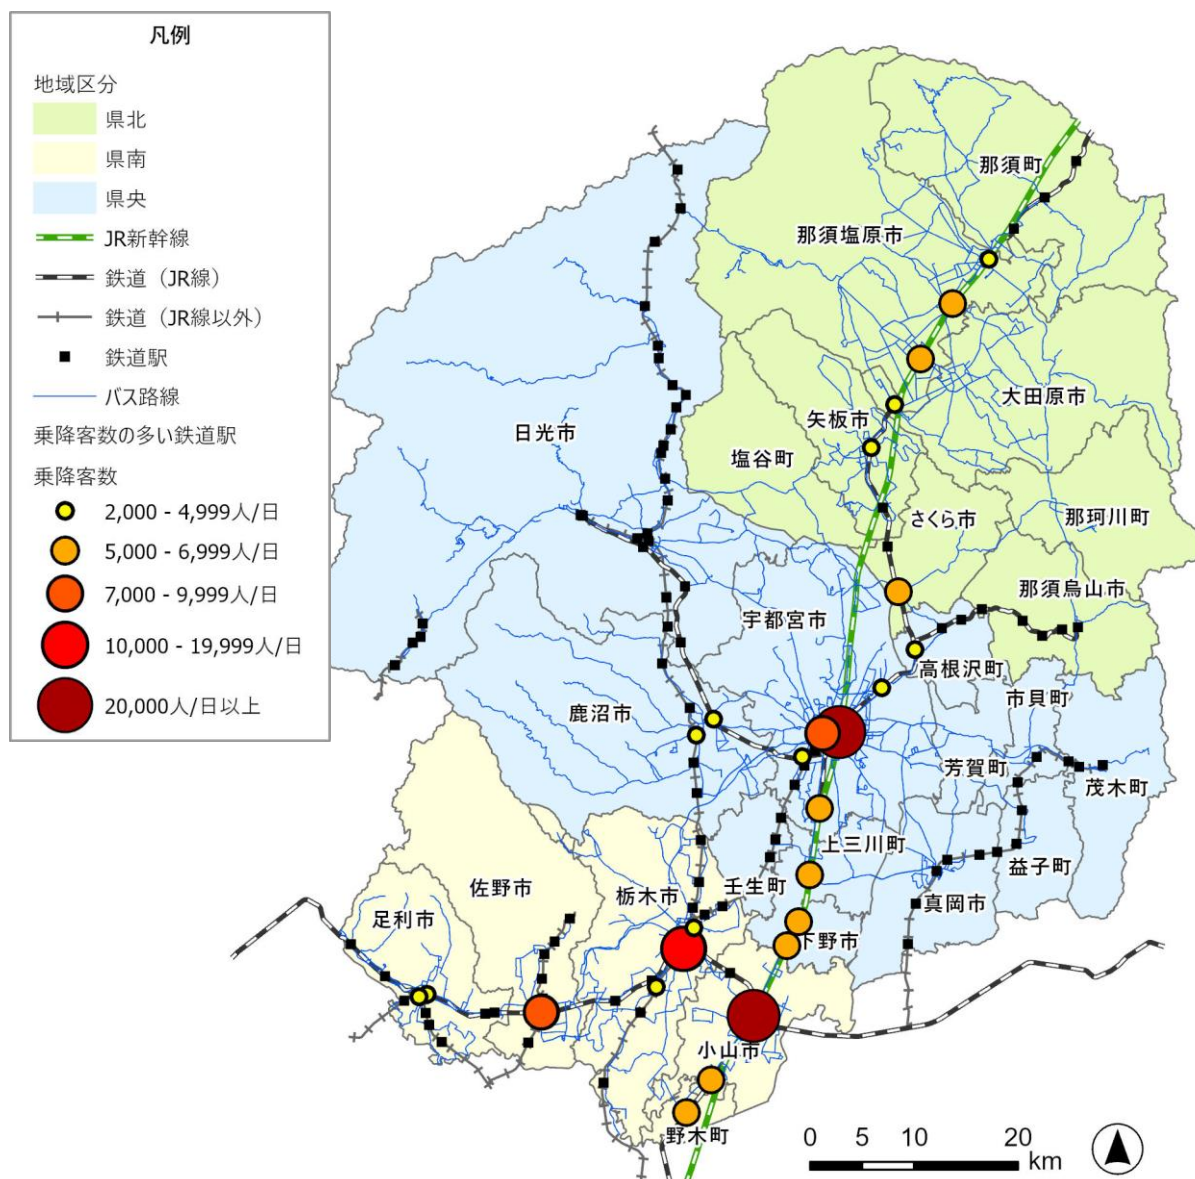 凡例
地域区分
県北
県南
県央
JR新幹線
鉄道（JR線）
鉄道（JR線以外）
鉄道駅
バス路線
乗降客数の多い鉄道駅
乗降客数
2,000 - 4,999人/日
5,000 - 6,999人/日
7,000 - 9,999人/日
10,000 - 19,999人/日
20,000人/日以上
那須町
那須塩原市
大田原市
矢板市
日光市
塩谷町
さくら市
那珂川町
那須烏山市
宇都宮市
高根沢町
市貝町
鹿沼市
芳賀町
茂木町
上三川町
益子町
佐野市
栃木市
壬生町
真岡市
足利市
下野市
小山市
野木町
0 5 10 20
km